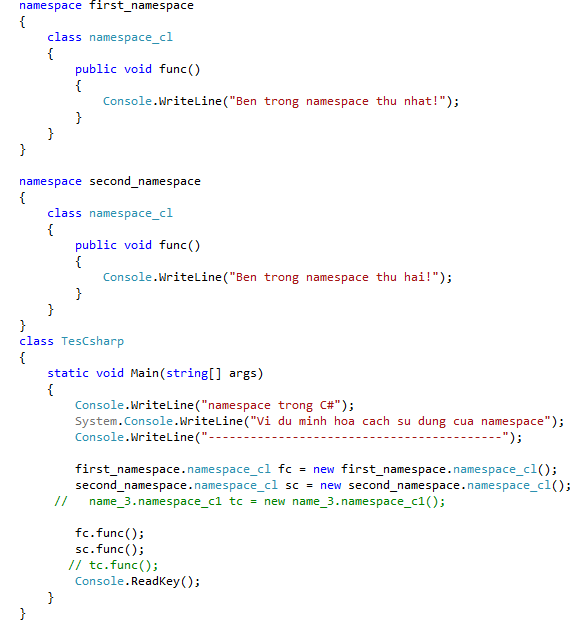 namespace first_namespace
{
    class namespace_cl
    {
        public void func()
        {
            Console.WriteLine("Ben trong namespace thu nhat!");
        }
    }
}

namespace second_namespace
{
    class namespace_cl
    {
        public void func()
        {
            Console.WriteLine("Ben trong namespace thu hai!");
        }
    }
}
class TesCsharp
{
    static void Main(string[] args)
    {
        Console.WriteLine("namespace trong C#");
        System.Console.WriteLine("Vi du minh hoa cach su dung cua namespace");
        Console.WriteLine("------------------------------------------");

        first_namespace.namespace_cl fc = new first_namespace.namespace_cl();
        second_namespace.namespace_cl sc = new second_namespace.namespace_cl();
     //   name_3.namespace_c1 tc = new name_3.namespace_c1();

        fc.func();
        sc.func();
       // tc.func();
        Console.ReadKey();
    }
}